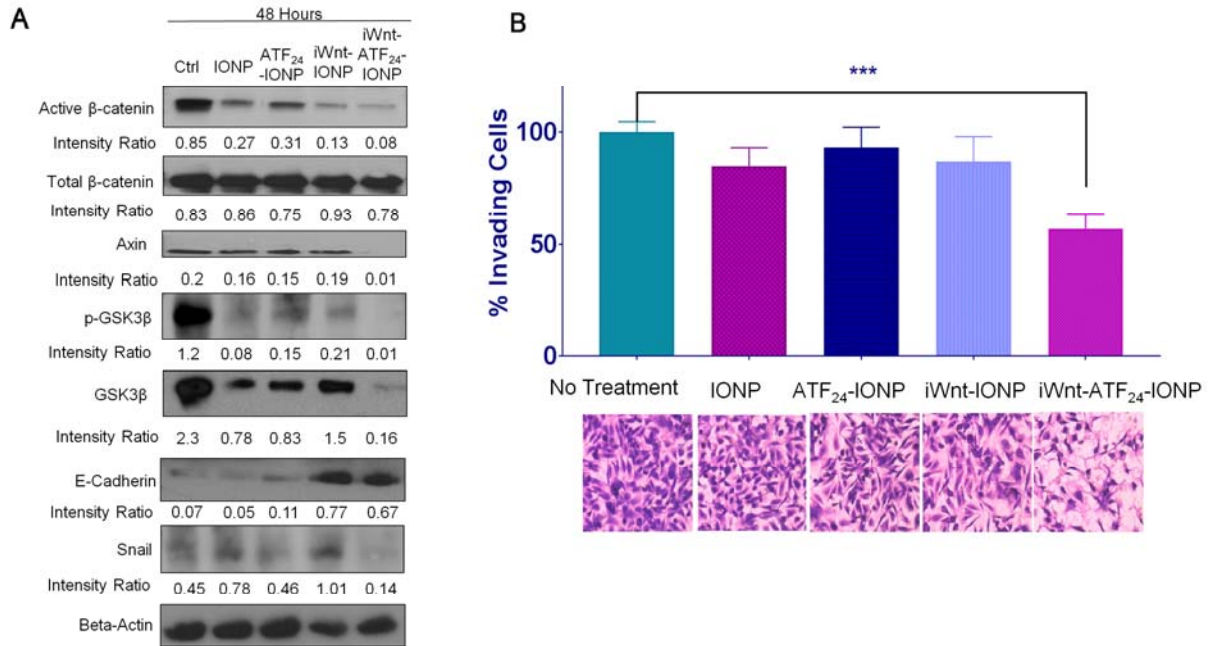 A
48 Hours
Ctrl IONP ATF₂₄-IONP iWnt-IONP iWnt-ATF₂₄-IONP
Active β-catenin
Intensity Ratio 0.85 0.27 0.31 0.13 0.08
Total β-catenin
Intensity Ratio 0.83 0.86 0.75 0.93 0.78
Axin
Intensity Ratio 0.2 0.16 0.15 0.19 0.01
p-GSK3β
Intensity Ratio 1.2 0.08 0.15 0.21 0.01
GSK3β
Intensity Ratio 2.3 0.78 0.83 1.5 0.16
E-Cadherin
Intensity Ratio 0.07 0.05 0.11 0.77 0.67
Snail
Intensity Ratio 0.45 0.78 0.46 1.01 0.14
Beta-Actin
B
***
% Invading Cells
100
50
0
No Treatment IONP ATF₂₄-IONP iWnt-IONP iWnt-ATF₂₄-IONP